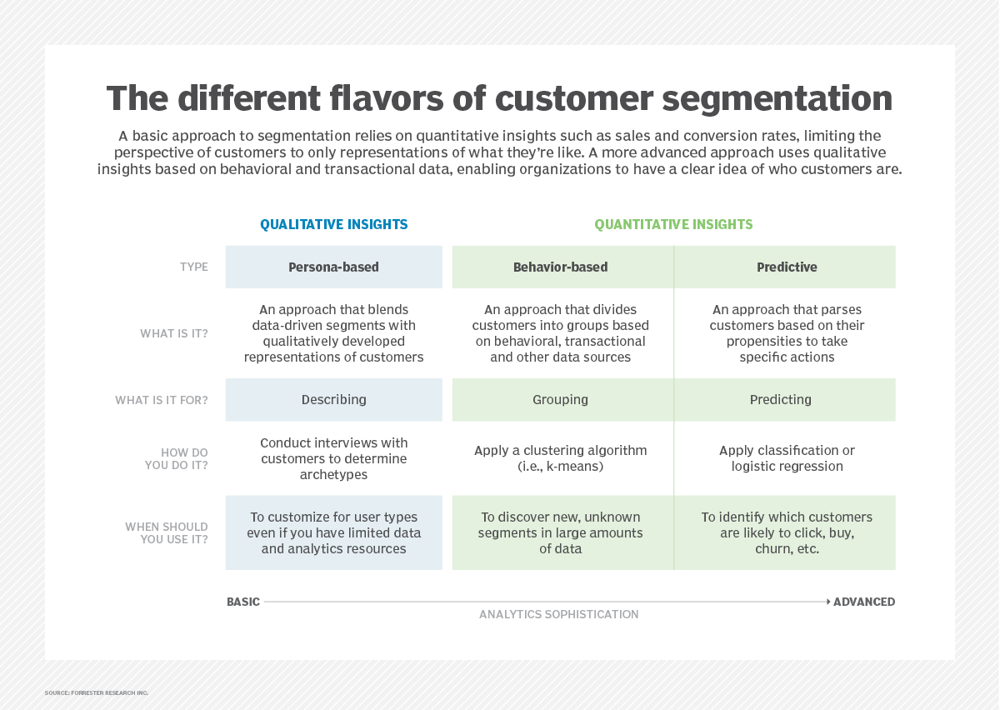 The different flavors of customer segmentation
A basic approach to segmentation relies on quantitative insights such as sales and conversion rates, limiting the
perspective of customers to only representations of what they’re like. A more advanced approach uses qualitative
insights based on behavioral and transactional data, enabling organizations to have a clear idea of who customers are.
QUALITATIVE INSIGHTS
QUANTITATIVE INSIGHTS
TYPE
Persona-based
Behavior-based
Predictive
WHAT IS IT?
An approach that blends
data-driven segments with
qualitatively developed
representations of customers
An approach that divides
customers into groups based
on behavioral, transactional
and other data sources
An approach that parses
customers based on their
propensities to take
specific actions
WHAT IS IT FOR?
Describing
Grouping
Predicting
HOW DO
YOU DO IT?
Conduct interviews with
customers to determine
archetypes
Apply a clustering algorithm
(i.e., k-means)
Apply classification or
logistic regression
WHEN SHOULD
YOU USE IT?
To customize for user types
even if you have limited data
and analytics resources
To discover new, unknown
segments in large amounts
of data
To identify which customers
are likely to click, buy,
churn, etc.
BASIC
ADVANCED
ANALYTICS SOPHISTICATION
SOURCE: FORRESTER RESEARCH INC.